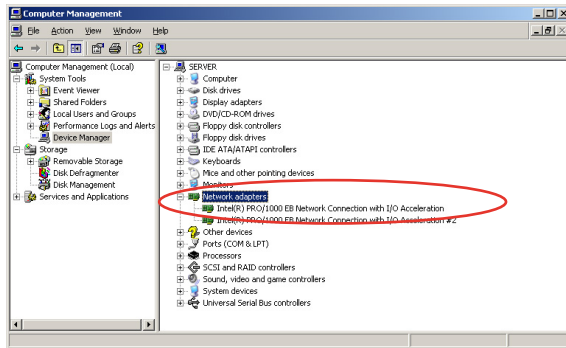 Computer Management
File Action View Window Help
Computer Management (Local)
System Tools
Event Viewer
Shared Folders
Local Users and Groups
Performance Logs and Alerts
Device Manager
Storage
Removable Storage
Disk Defragmenter
Disk Management
Services and Applications
SERVER
Computer
Disk drives
Display adapters
DVD/CD-ROM drives
Floppy disk controllers
Floppy disk drives
IDE ATA/ATAPI controllers
Keyboards
Mice and other pointing devices
Monitors
Network adapters
Intel(R) PRO/1000 EB Network Connection with I/O Acceleration
Intel(R) PRO/1000 EB Network Connection with I/O Acceleration #2
Other devices
Ports (COM & LPT)
Processors
SCSI and RAID controllers
Sound, video and game controllers
System devices
Universal Serial Bus controllers